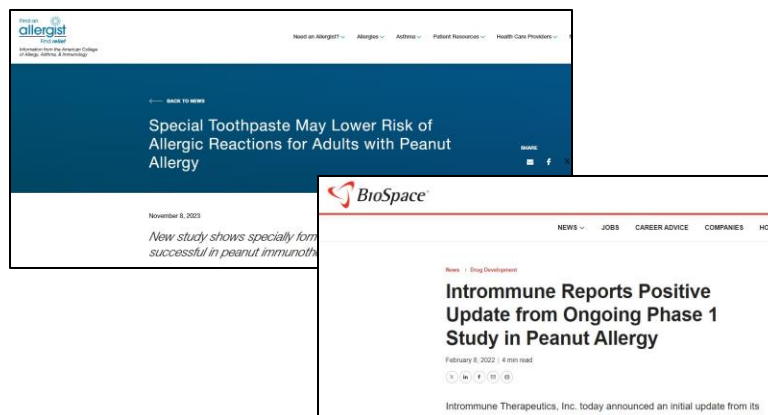 Find an
allergist
Find relief
Information from the American College
of Allergy, Asthma, & Immunology
Need an Allergist? Allergies Asthma Patient Resources Health Care Providers
BACK TO NEWS
Special Toothpaste May Lower Risk of
Allergic Reactions for Adults with Peanut
Allergy
SHARE
November 8, 2023
New study shows specially form
successful in peanut immunoth
BioSpace
NEWS JOBS CAREER ADVICE COMPANIES HO
News | Drug Development
Intrommune Reports Positive
Update from Ongoing Phase 1
Study in Peanut Allergy
February 8, 2022 | 4 min read
Intrommune Therapeutics, Inc. today announced an initial update from its